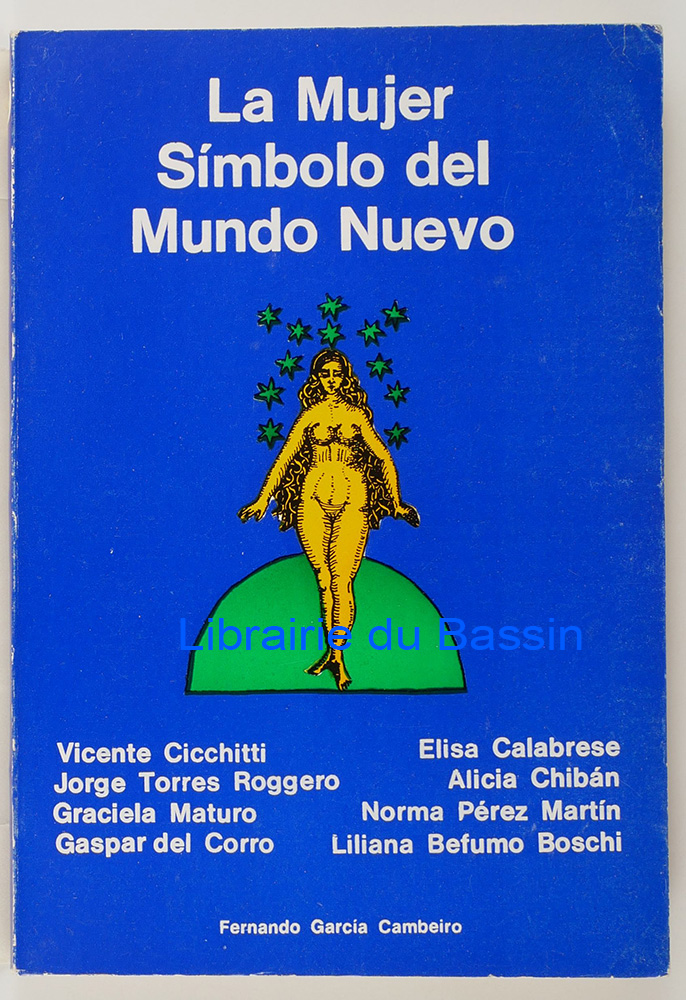 La Mujer
Símbolo del
Mundo Nuevo
Librairie du Bassin
Vicente Cicchitti
Jorge Torres Roggero
Graciela Maturo
Gaspar del Corro
Elisa Calabrese
Alicia Chibán
Norma Pérez Martín
Liliana Befumo Boschi
Fernando García Cambeiro